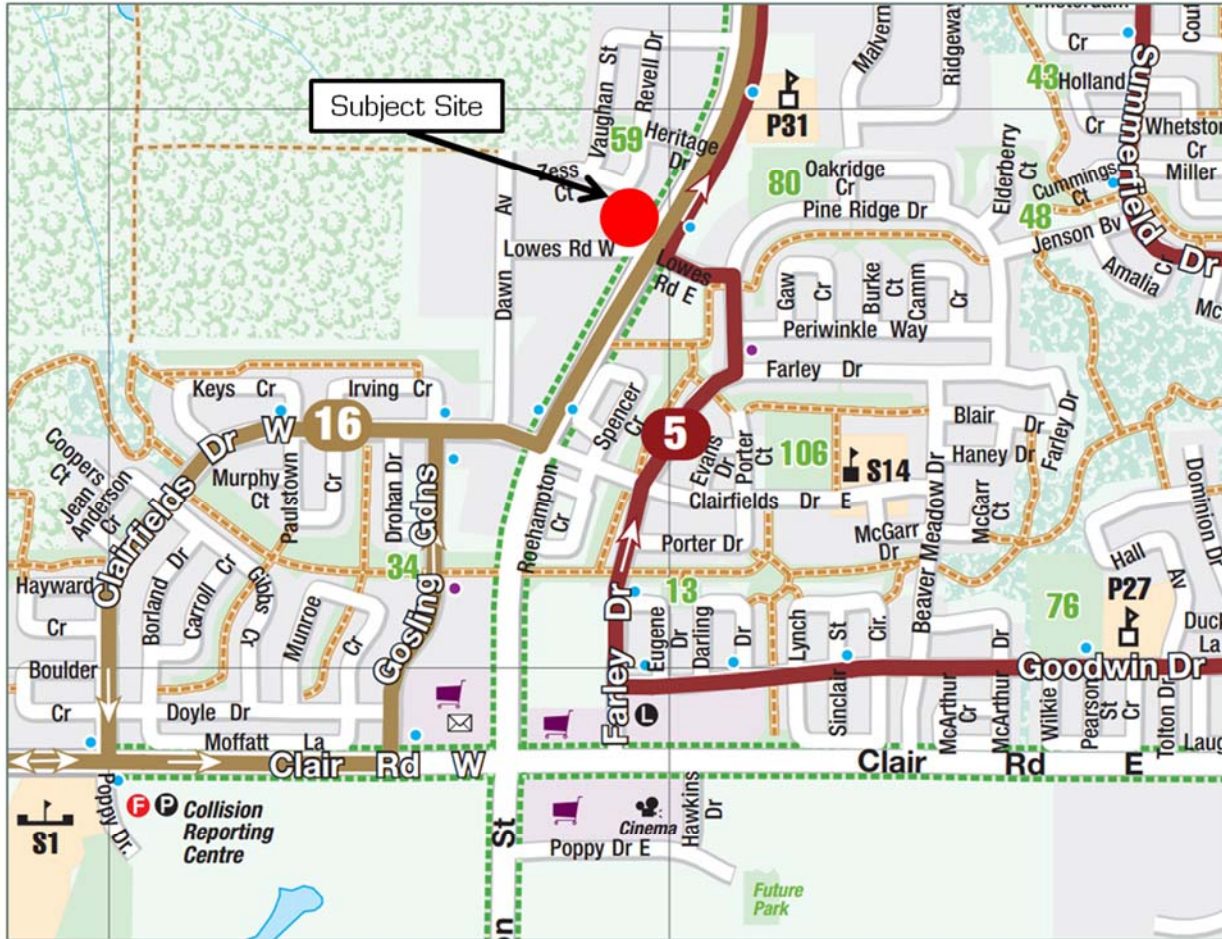 Subject Site
Vaughan St
Revell Dr
59
Heritage
Dr
Zess
Ct
Malvern
Ridgeway
P31
Cr
43
Holland
Cr
Summerfield Dr
Whetston
Cr
Miller
Cummings
Ct
Elderberry
Ct
80
Oakridge
Cr
Pine Ridge Dr
48
Jenson Bv
Amalia
Cr
Dawn Av
Lowes Rd W
Lowes
Rd E
Gaw
Cr
Burke
Ct
Camm
Cr
Periwinkle Way
Farley Dr
Keys Cr
Irving Cr
16
Clairfields Dr W
Spencer
Cr
5
Evans
Dr
Porter
Ct
106
S14
Blair
Dr
Haney Dr
Farley Dr
Coopers
Ct
Jean
Anderson
Cr
Murphy
Ct
Paulstown
Cr
Drohan Dr
Gosling Gdns
Roehampton
Cr
Clairfields Dr E
McGarr
Dr
Beaver Meadow Dr
McGarr
Ct
Dominion Dr
Porter Dr
34
13
76
Hall
Av
P27
Hayward
Cr
Borland Dr
Carroll Cr
Gibbs
Cr
Munroe
Cr
Farley Dr
Eugene
Dr
Darling
Dr
Lynch
St
Cir.
Boulder
Cr
Doyle Dr
Moffatt La
L
Sinclair
McArthur
Cr
McArthur
Dr
Goodwin Dr
Wilkie
Pearson
St
Cr
Tolton Dr
La
Clair Rd W
Clair Rd E
Poppy Dr.
F P Collision
Reporting
Centre
S1
St
Cinema
Hawkins
Dr
Poppy Dr E
Future
Park